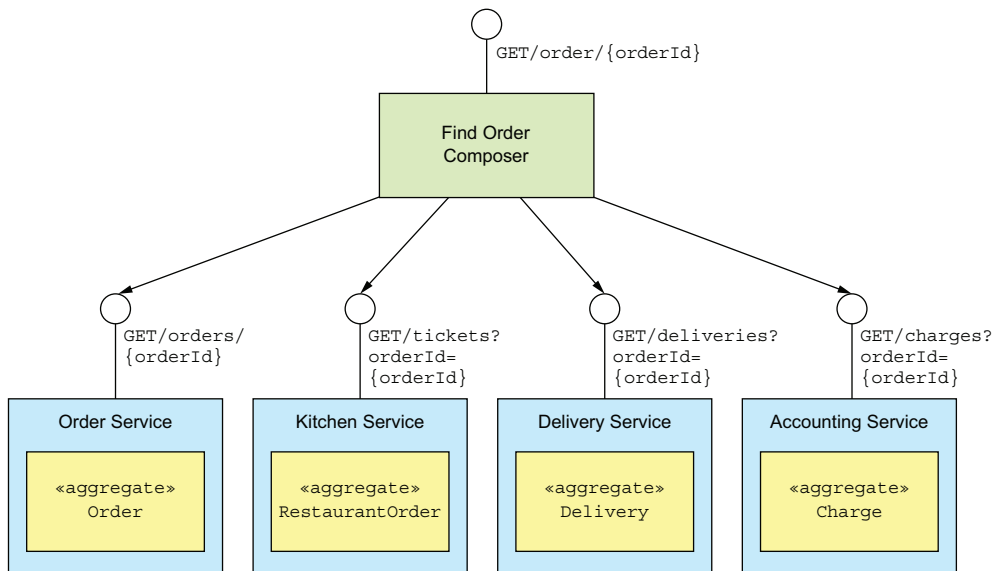 GET/order/{orderId}
Find Order
Composer
GET/orders/
{orderId}
GET/tickets?
orderId=
{orderId}
GET/deliveries?
orderId=
{orderId}
GET/charges?
orderId=
{orderId}
Order Service
«aggregate»
Order
Kitchen Service
«aggregate»
RestaurantOrder
Delivery Service
«aggregate»
Delivery
Accounting Service
«aggregate»
Charge